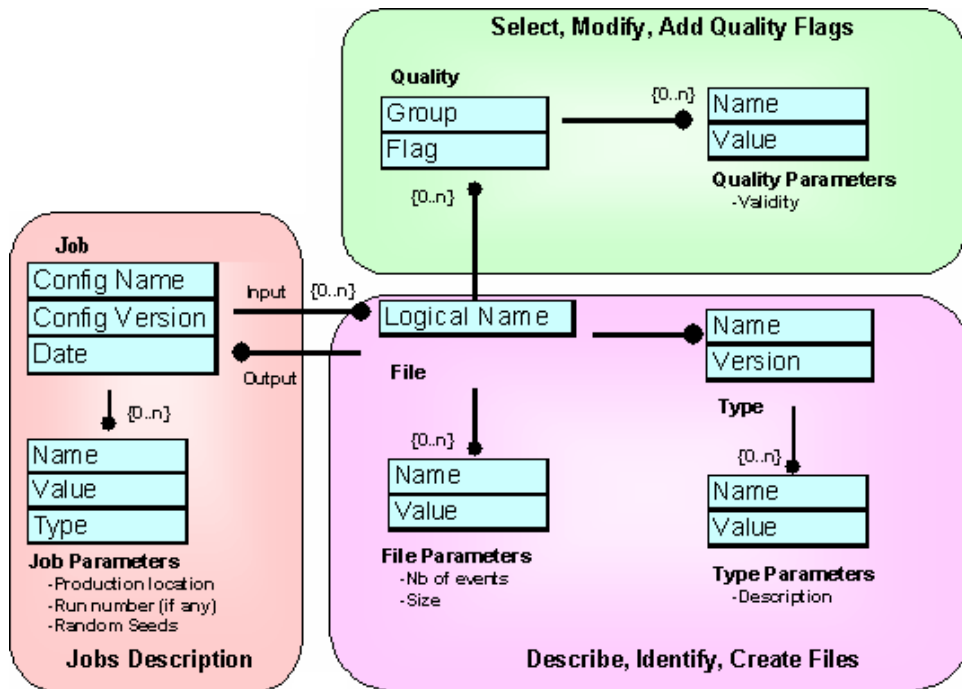 Select, Modify, Add Quality Flags
Quality
Group
Flag
{0..n}
Name
Value
Quality Parameters
-Validity
{0..n}
Job
Config Name
Config Version
Date
Input
{0..n}
Output
{0..n}
Name
Value
Type
Job Parameters
-Production location
-Run number (if any)
-Random Seeds
Jobs Description
Logical Name
File
{0..n}
Name
Value
File Parameters
-Nb of events
-Size
Name
Version
Type
{0..n}
Name
Value
Type Parameters
-Description
Describe, Identify, Create Files